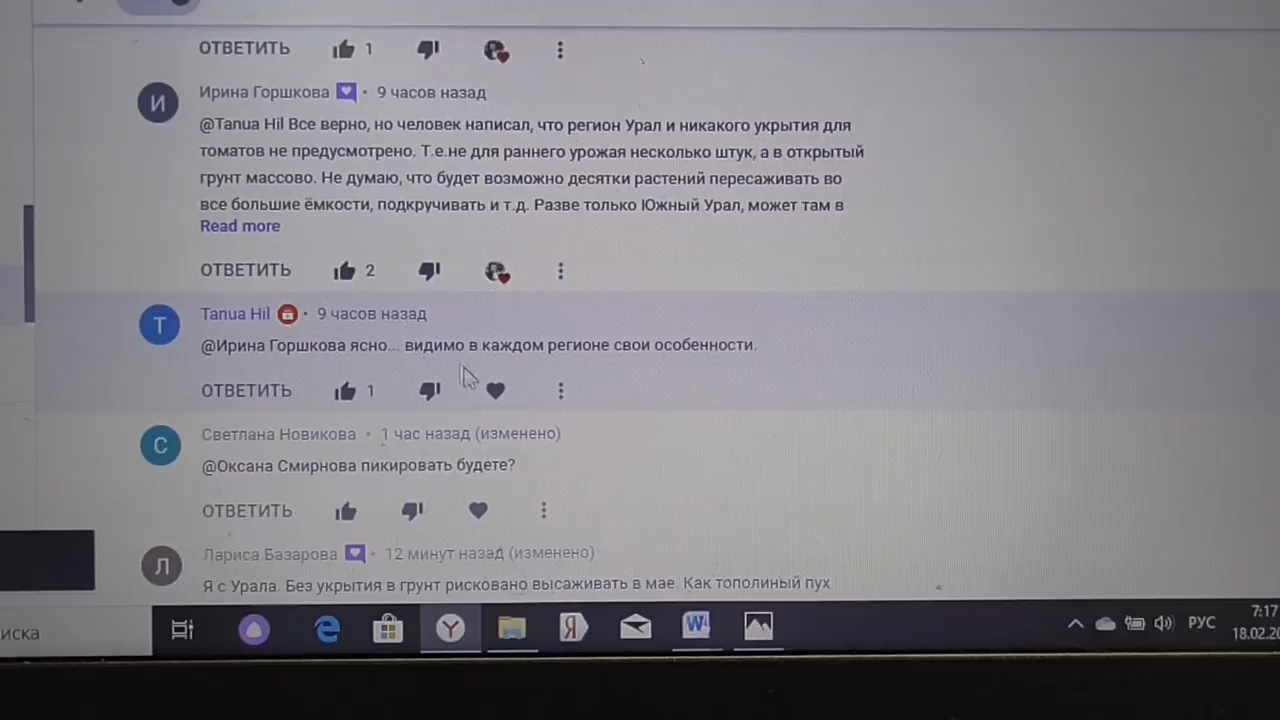 ОТВЕТИТЬ 1
И Ирина Горшкова • 9 часов назад
@Tanua Hil Все верно, но человек написал, что регион Урал и никакого укрытия для
томатов не предусмотрено. Т.е.не для раннего урожая несколько штук, а в открытый
грунт массово. Не думаю, что будет возможно десятки растений пересаживать во
все большие ёмкости, подкручивать и т.д. Разве только Южный Урал, может там в
Read more
ОТВЕТИТЬ 2
T Tanua Hil • 9 часов назад
@Ирина Горшкова ясно... видимо в каждом регионе свои особенности.
ОТВЕТИТЬ 1
С Светлана Новикова • 1 час назад (изменено)
@Оксана Смирнова пикировать будете?
ОТВЕТИТЬ
Л Лариса Базарова • 12 минут назад (изменено)
Я с Урала. Без укрытия в грунт рисковано высаживать в мае. Как тополиный пух
иска
РУС
7:17
18.02.20